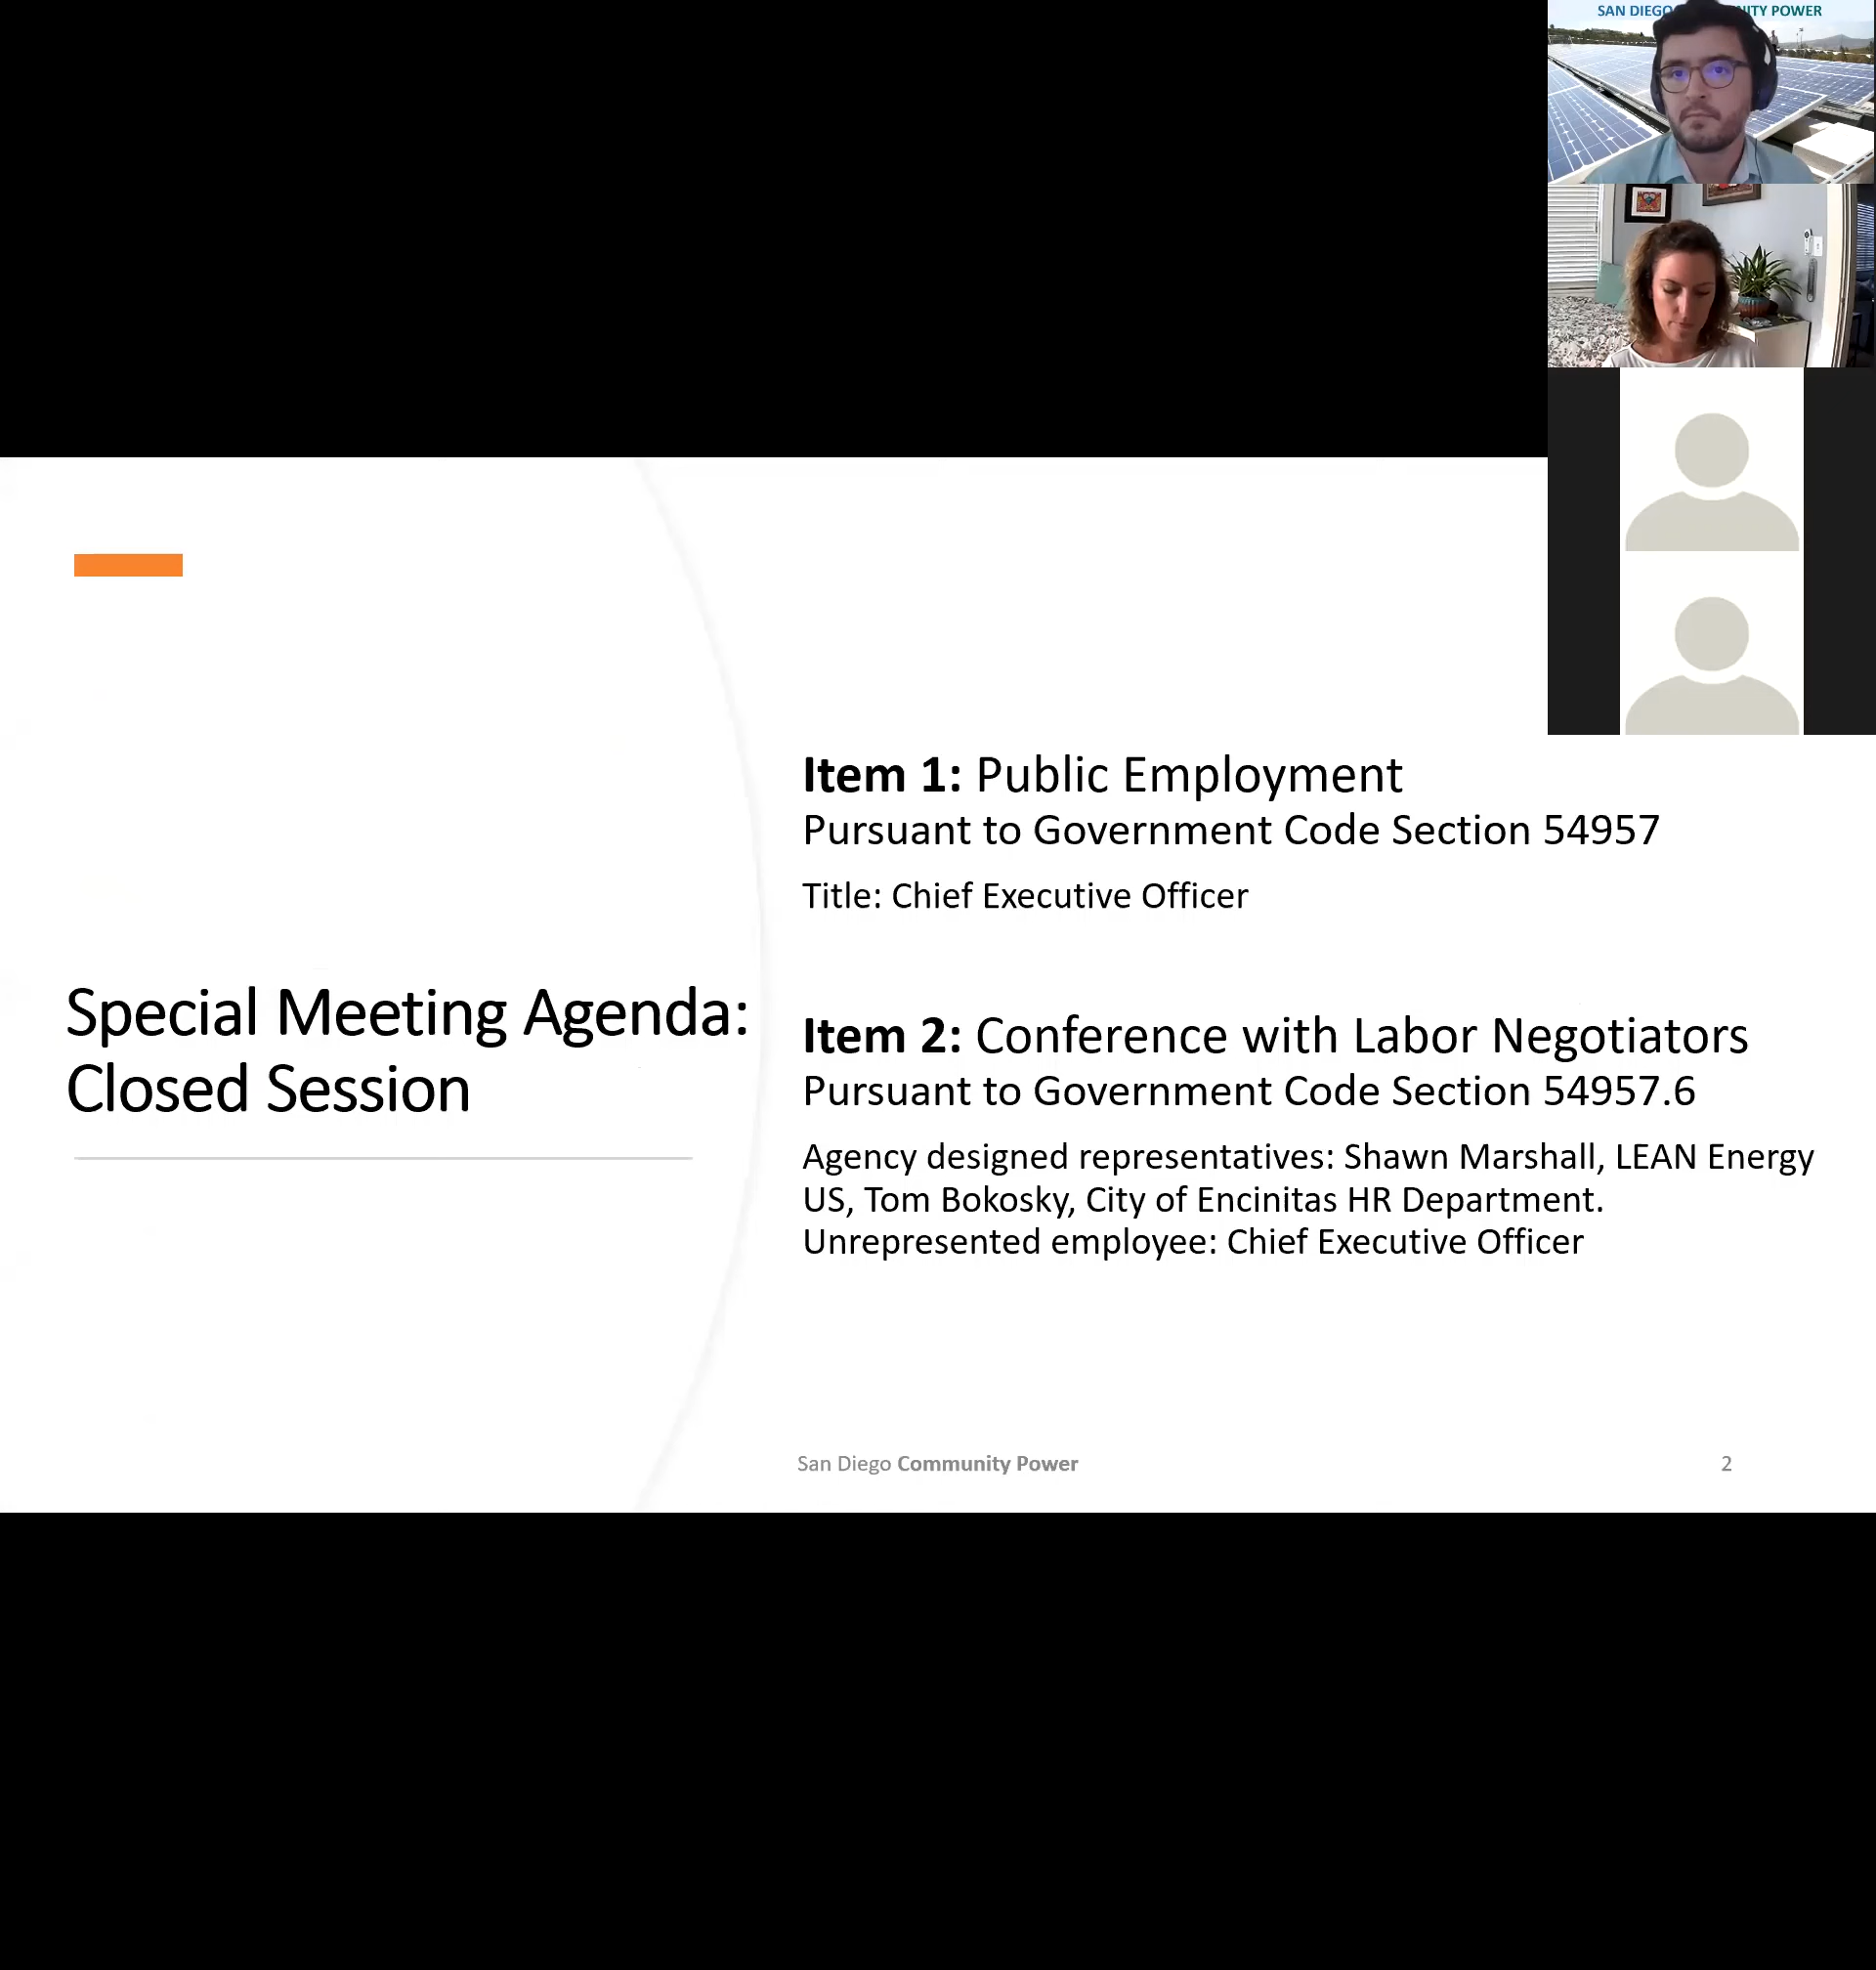 SAN DIEGO ITY POWER
Item 1: Public Employment
Pursuant to Government Code Section 54957
Title: Chief Executive Officer
Special Meeting Agenda:
Closed Session
Item 2: Conference with Labor Negotiators
Pursuant to Government Code Section 54957.6
Agency designed representatives: Shawn Marshall, LEAN Energy
US, Tom Bokosky, City of Encinitas HR Department.
Unrepresented employee: Chief Executive Officer
San Diego Community Power
2